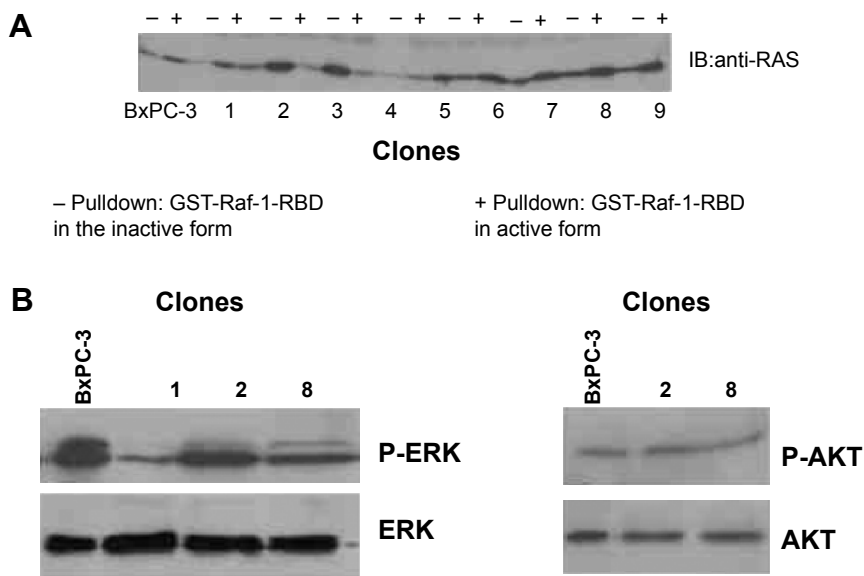 A
– + – + – + – + – + – + – + – + – +
IB:anti-RAS
BxPC-3 1 2 3 4 5 6 7 8 9
Clones
– Pulldown: GST-Raf-1-RBD
in the inactive form
+ Pulldown: GST-Raf-1-RBD
in active form
B
Clones
BxPC-3
1 2 8
P-ERK
ERK
Clones
BxPC-3
2 8
P-AKT
AKT